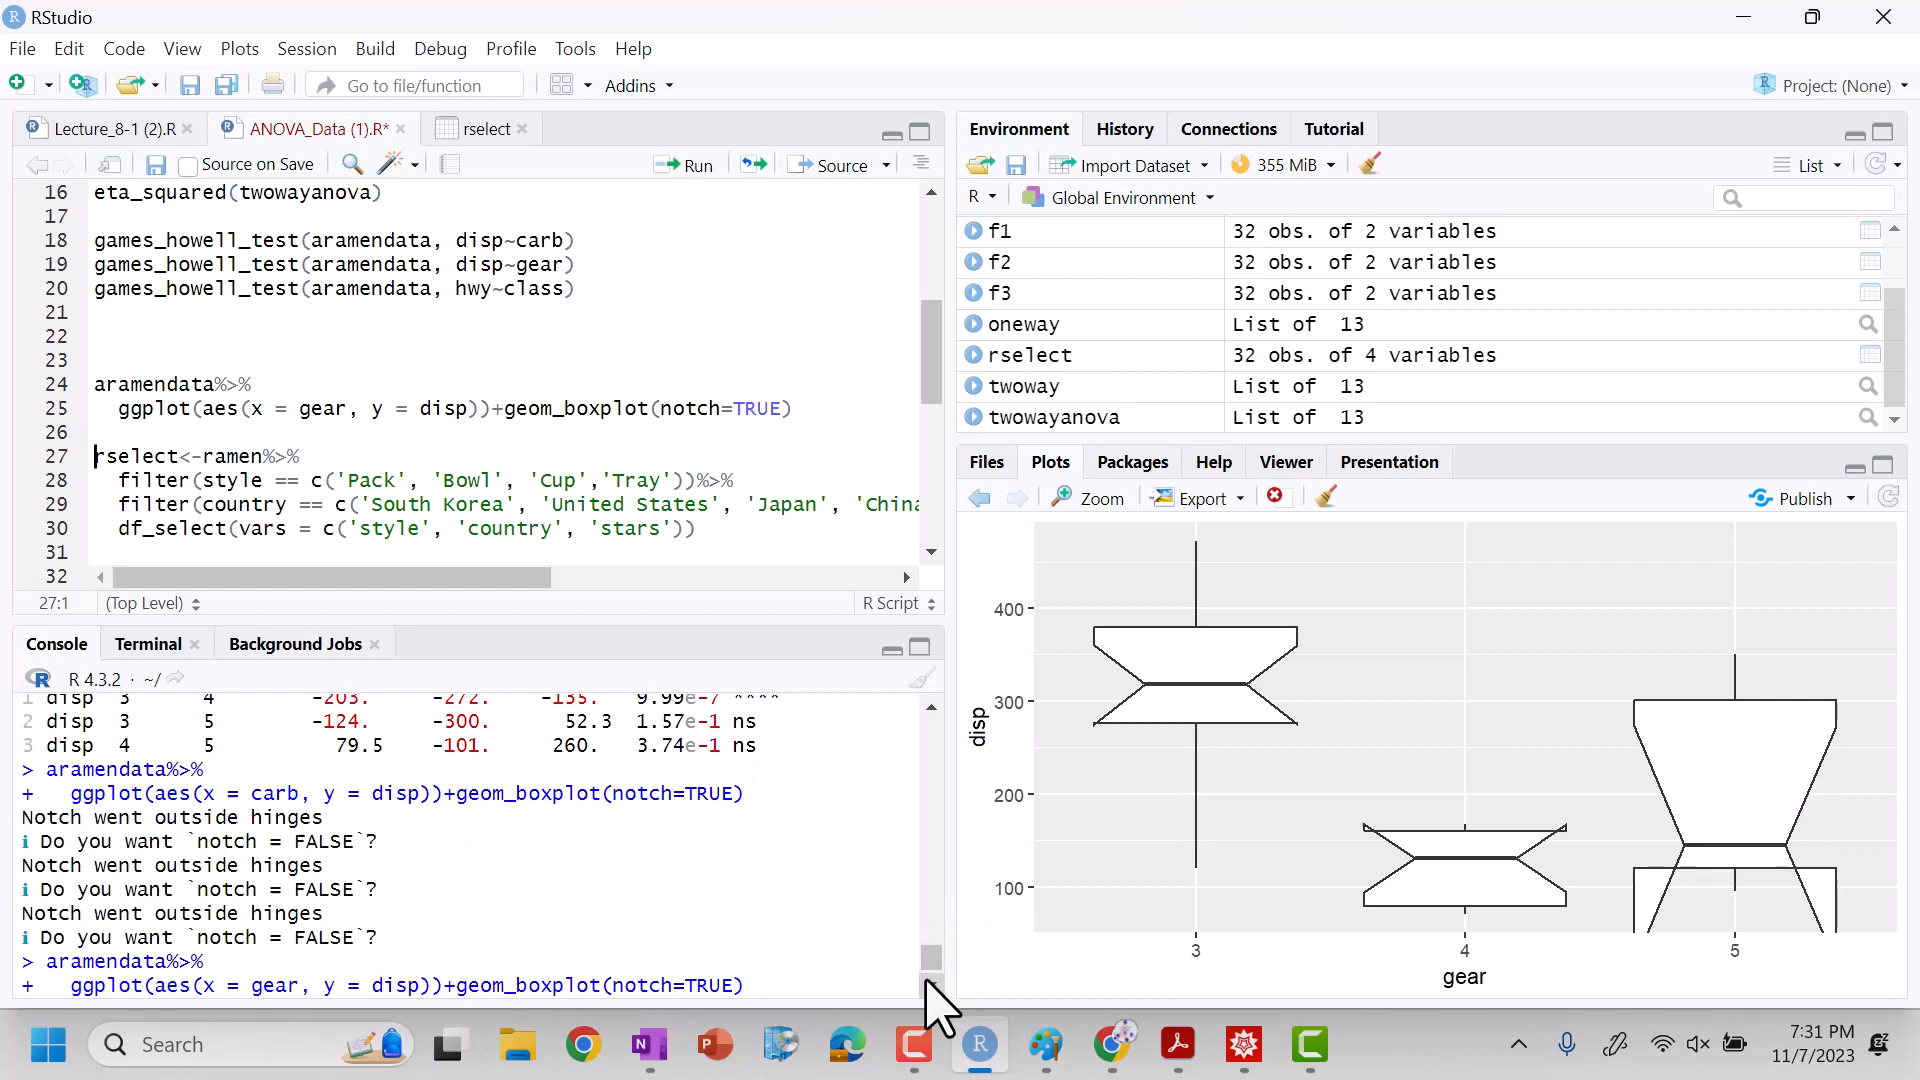 RStudio
File Edit Code View Plots Session Build Debug Profile Tools Help
Go to file/function Addins Project: (None)
Lecture_8-1 (2).R ANOVA_Data (1).R* rselect
Source on Save Run Source
16 eta_squared(twowayanova)
17
18 games_howell_test(aramendata, disp~carb)
19 games_howell_test(aramendata, disp~gear)
20 games_howell_test(aramendata, hwy~class)
21
22
23
24 aramendata%>%
25 ggplot(aes(x = gear, y = disp))+geom_boxplot(notch=TRUE)
26
27 rselect<-ramen%>%
28 filter(style == c('Pack', 'Bowl', 'Cup','Tray'))%>%
29 filter(country == c('South Korea', 'United States', 'Japan', 'China
30 df_select(vars = c('style', 'country', 'stars'))
31
32
27:1 (Top Level) R Script
Console Terminal Background Jobs
R 4.3.2 · ~/
1 disp 3 4 -203. -272. -135. 9.99e-7 ****
2 disp 3 5 -124. -300. 52.3 1.57e-1 ns
3 disp 4 5 79.5 -101. 260. 3.74e-1 ns
> aramendata%>%
+ ggplot(aes(x = carb, y = disp))+geom_boxplot(notch=TRUE)
Notch went outside hinges
i Do you want `notch = FALSE`?
Notch went outside hinges
i Do you want `notch = FALSE`?
Notch went outside hinges
i Do you want `notch = FALSE`?
> aramendata%>%
+ ggplot(aes(x = gear, y = disp))+geom_boxplot(notch=TRUE)
Environment History Connections Tutorial
Import Dataset 355 MiB List
R Global Environment
f1 32 obs. of 2 variables
f2 32 obs. of 2 variables
f3 32 obs. of 2 variables
oneway List of 13
rselect 32 obs. of 4 variables
twoway List of 13
twowayanova List of 13
Files Plots Packages Help Viewer Presentation
Zoom Export Publish
400
300
200
100
disp
3 4 5
gear
Search
7:31 PM
11/7/2023